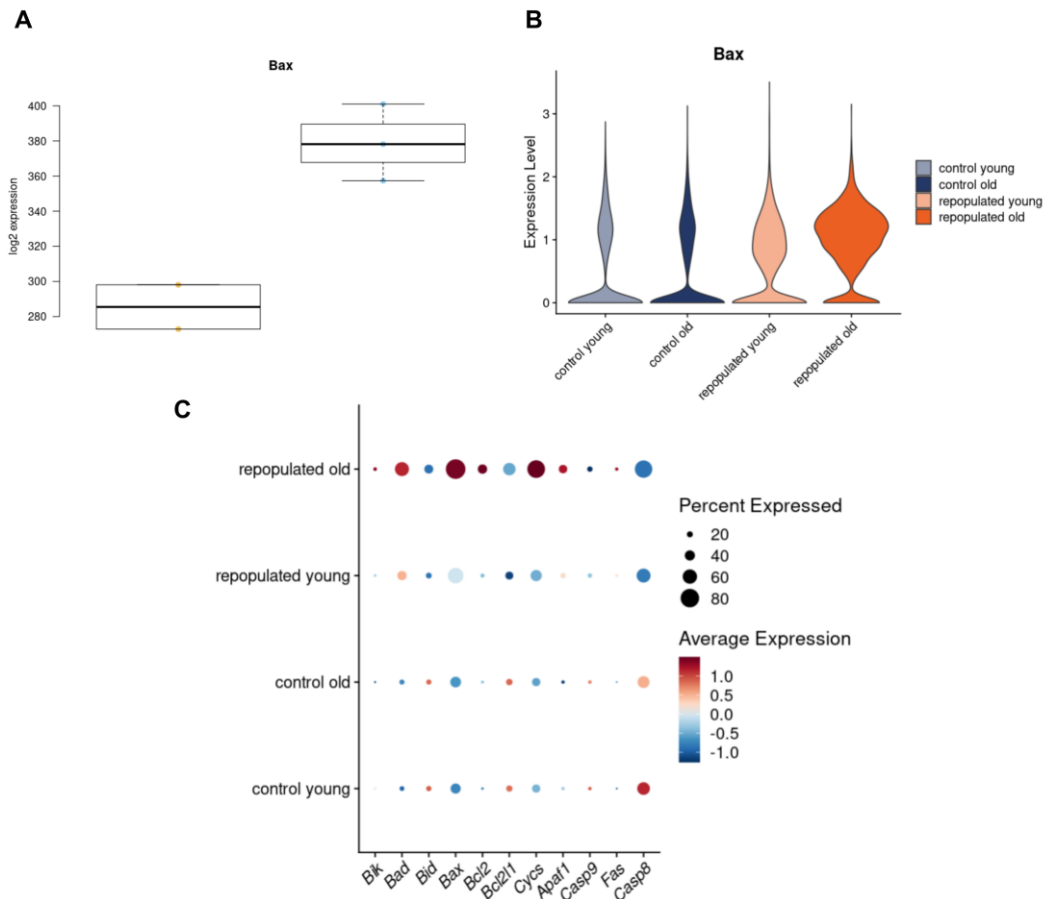 A
Bax
log2 expression
400
380
360
340
320
300
280
B
Bax
Expression Level
3
2
1
0
control young
control old
repopulated young
repopulated old
control young
control old
repopulated young
repopulated old
C
repopulated old
repopulated young
control old
control young
Bik
Bad
Bid
Bax
Bcl2
Bcl2l1
Cycs
Apaf1
Casp9
Fas
Casp8
Percent Expressed
20
40
60
80
Average Expression
1.0
0.5
0.0
-0.5
-1.0